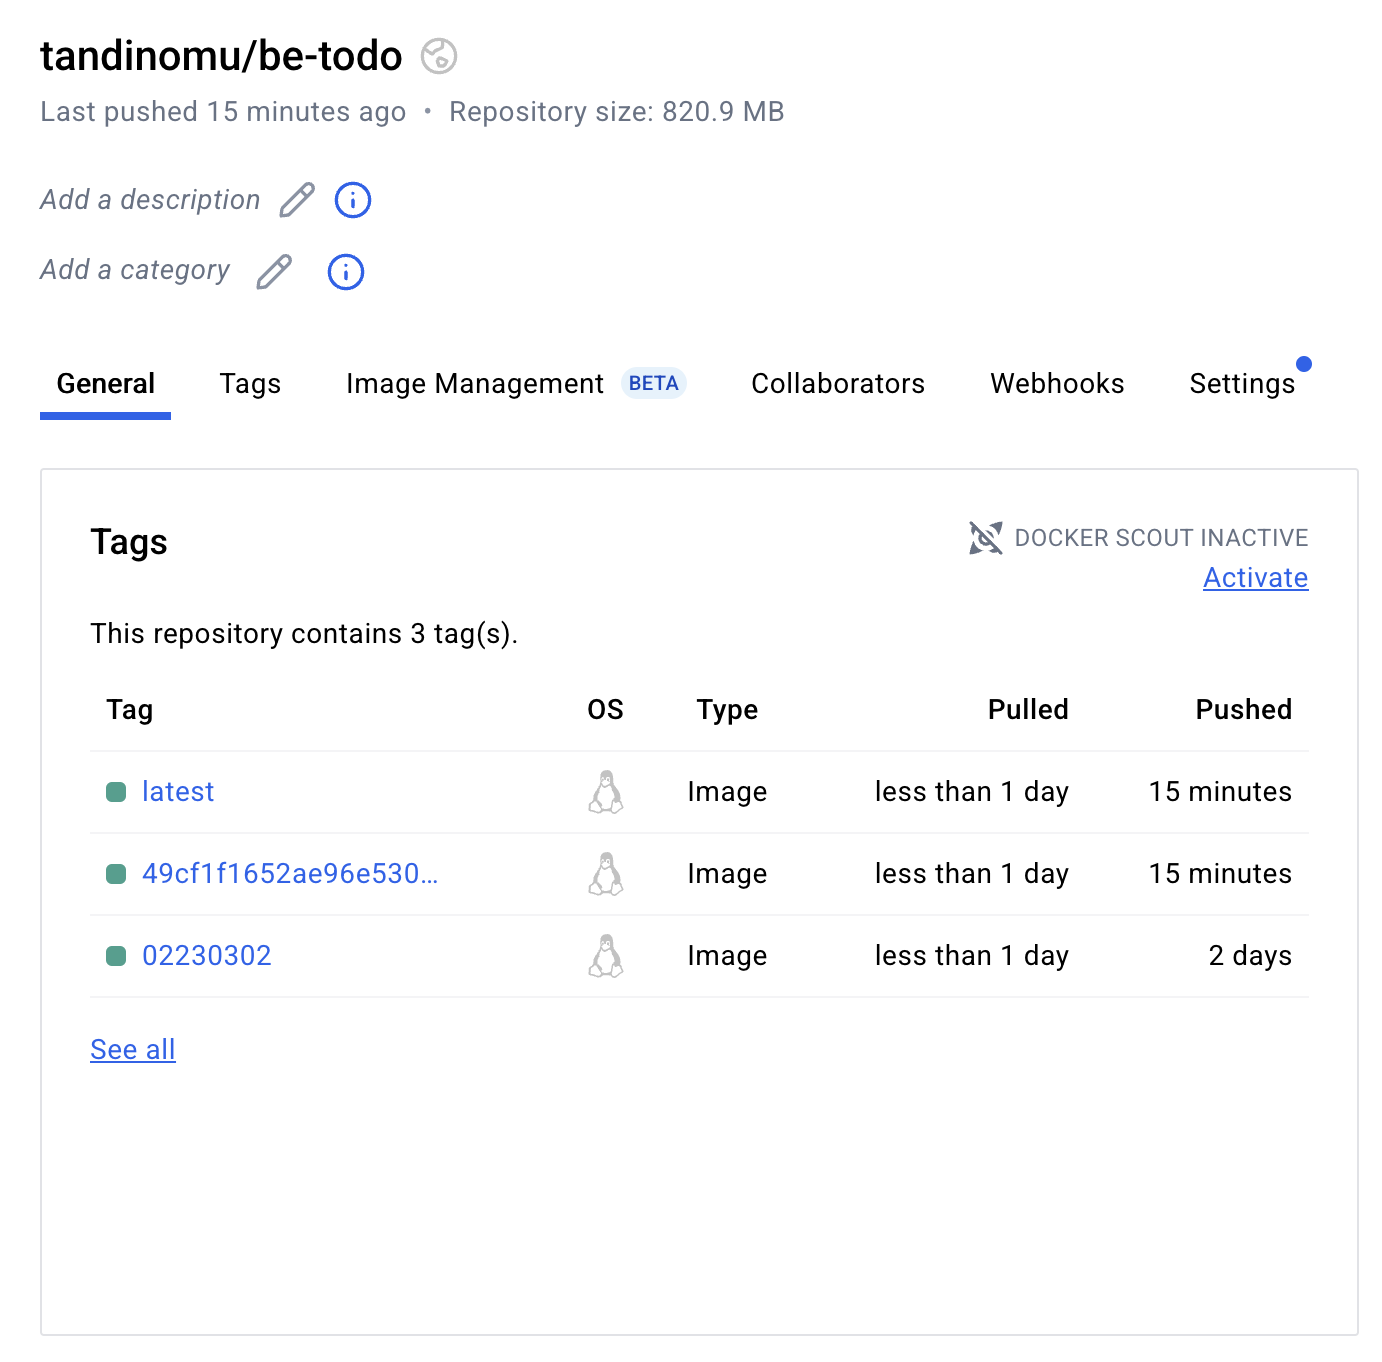 tandinomu/be-todo
Last pushed 15 minutes ago • Repository size: 820.9 MB
Add a description
Add a category
General Tags Image Management BETA Collaborators Webhooks Settings
Tags
DOCKER SCOUT INACTIVE
Activate
This repository contains 3 tag(s).
Tag OS Type Pulled Pushed
latest Image less than 1 day 15 minutes
49cf1f1652ae96e530... Image less than 1 day 15 minutes
02230302 Image less than 1 day 2 days
See all